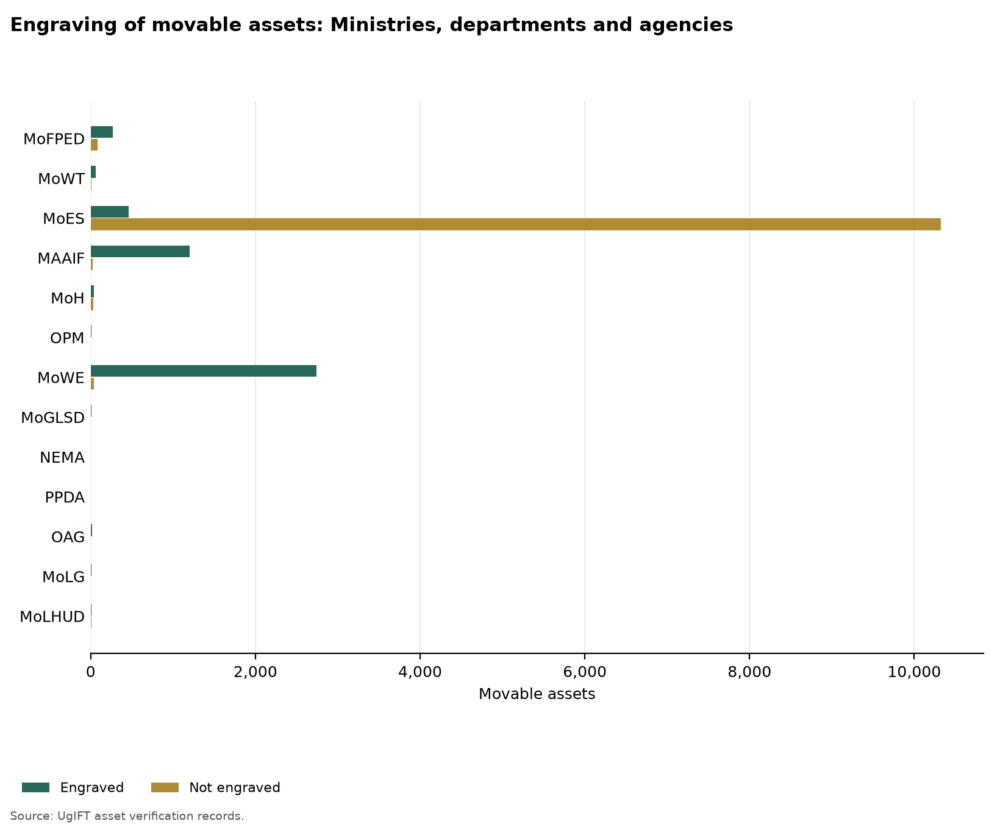 Engraving of movable assets: Ministries, departments and agencies
MoFPED
MoWT
MoES
MAAIF
MoH
OPM
MoWE
MoGLSD
NEMA
PPDA
OAG
MoLG
MoLHUD
0 2,000 4,000 6,000 8,000 10,000
Movable assets
Engraved Not engraved
Source: UgIFT asset verification records.